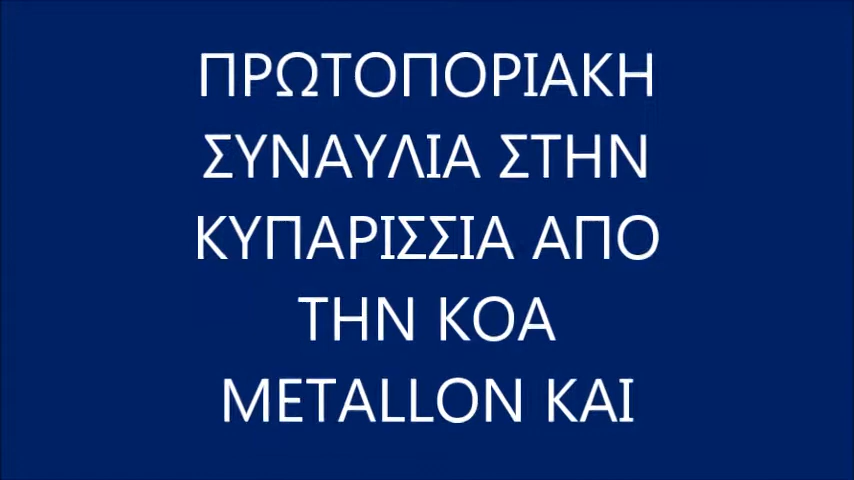 ΠΡΩΤΟΠΟΡΙΑΚΗ
ΣΥΝΑΥΛΙΑ ΣΤΗΝ
ΚΥΠΑΡΙΣΣΙΑ ΑΠΟ
ΤΗΝ ΚΟΑ
METALLON ΚΑΙ